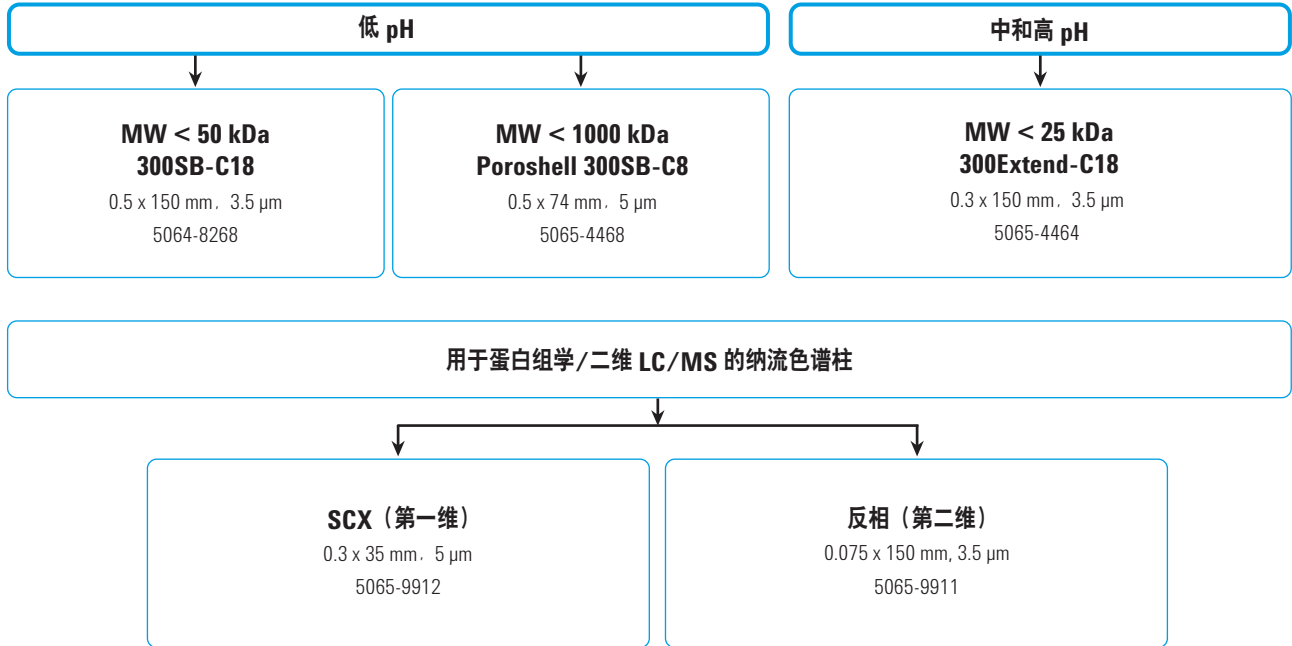 低 pH
中和高 pH
MW < 50 kDa
300SB-C18
0.5 x 150 mm，3.5 µm
5064-8268
MW < 1000 kDa
Poroshell 300SB-C8
0.5 x 74 mm，5 µm
5065-4468
MW < 25 kDa
300Extend-C18
0.3 x 150 mm，3.5 µm
5065-4464
用于蛋白组学/二维 LC/MS 的纳流色谱柱
SCX（第一维）
0.3 x 35 mm，5 µm
5065-9912
反相（第二维）
0.075 x 150 mm, 3.5 µm
5065-9911